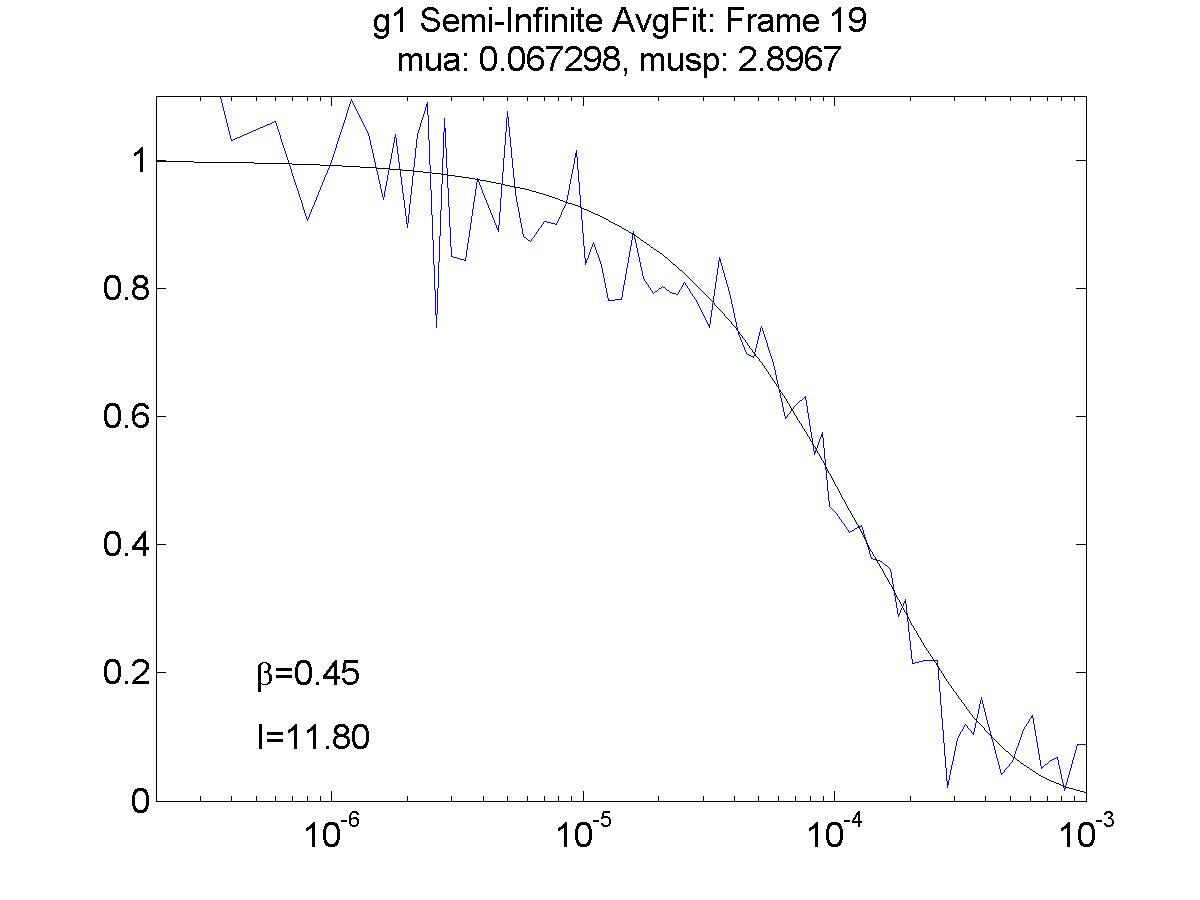 g1 Semi-Infinite AvgFit: Frame 19
mua: 0.067298, musp: 2.8967
1
0.8
0.6
0.4
0.2
0
β=0.45
I=11.80
10^-6
10^-5
10^-4
10^-3